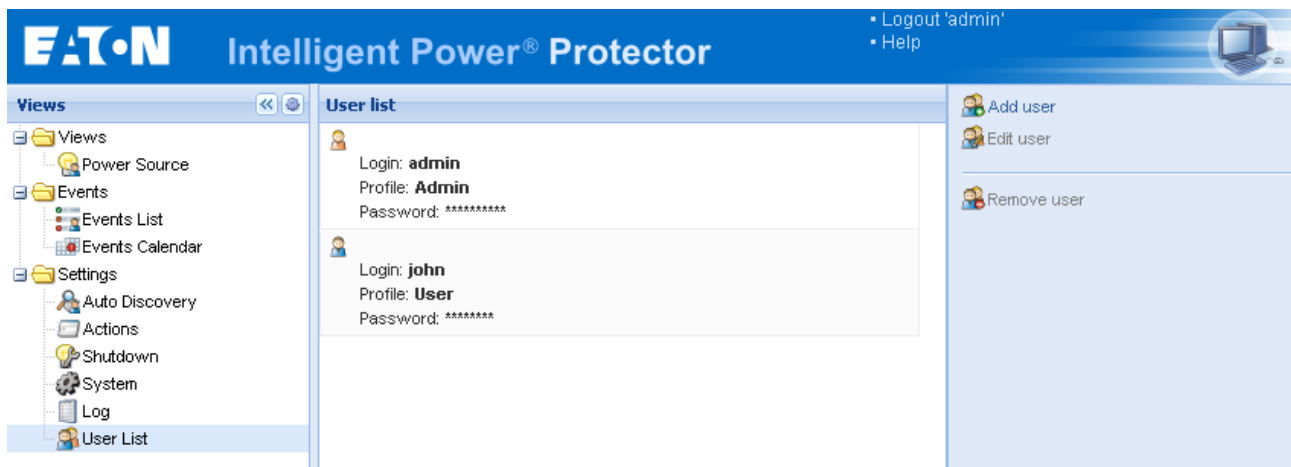 EATON
Intelligent Power® Protector
▪ Logout 'admin'
▪ Help
Views
Views
Power Source
Events
Events List
Events Calendar
Settings
Auto Discovery
Actions
Shutdown
System
Log
User List
User list
Login: admin
Profile: Admin
Password: **********
Login: john
Profile: User
Password: ********
Add user
Edit user
Remove user